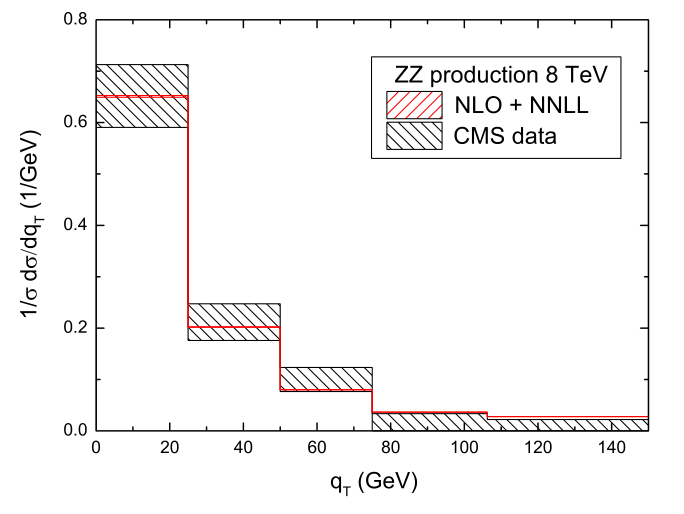 0.8
0.6
0.4
0.2
0.0
1/σ dσ/dq_T (1/GeV)
ZZ production 8 TeV
NLO + NNLL
CMS data
0 20 40 60 80 100 120 140
q_T (GeV)